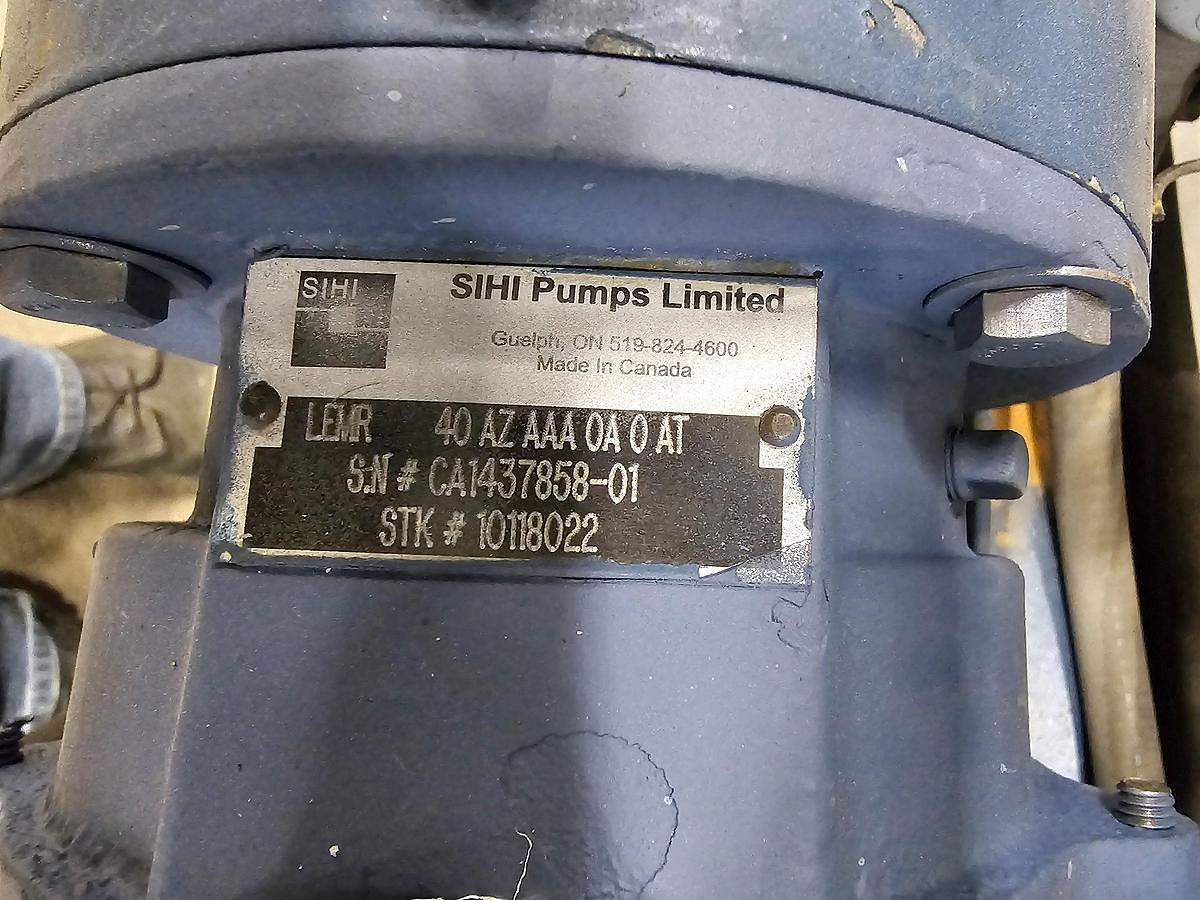 SIHI
SIHI Pumps Limited
Guelph, ON 519-824-4600
Made In Canada
LEMR 40 AZ AAA 0A 0 AT
S.N # CA1437858-01
STK # 10118022